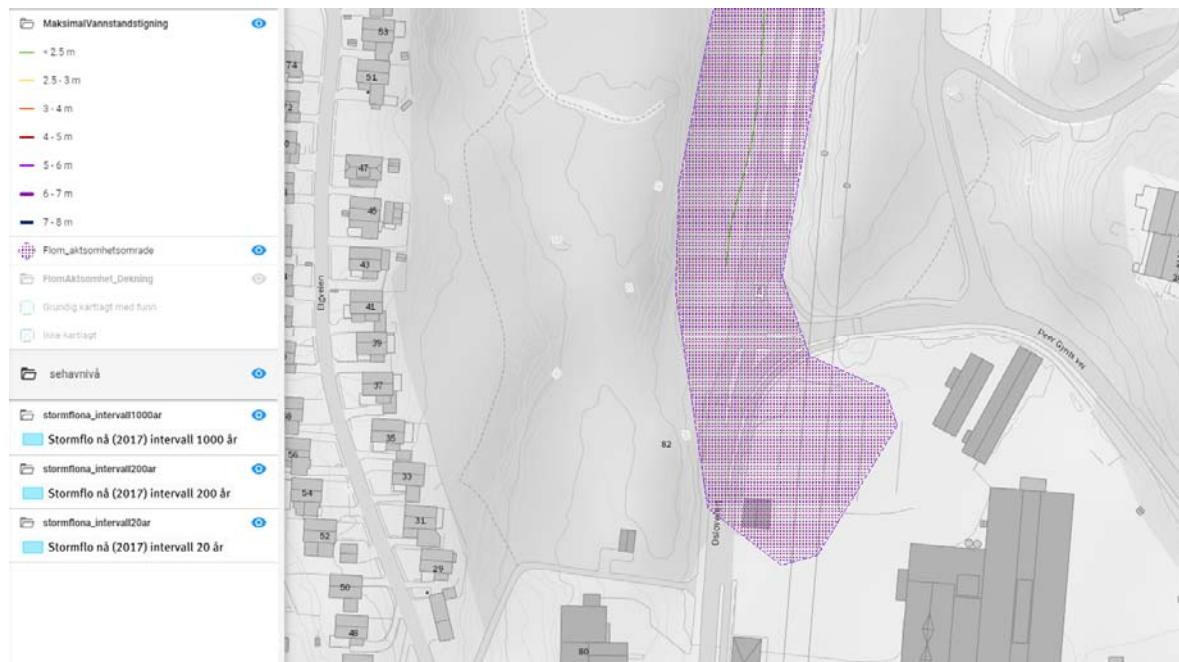 MaksimalVannstandstigning
< 2.5 m
2.5 - 3 m
3 - 4 m
4 - 5 m
5 - 6 m
6 - 7 m
7 - 8 m
Flom_aktsomhetsomrade
FlomAktsomhet_Dekning
Grundig kartlagt med funn
Ikke kartlagt
sehavnivå
stormflona_intervall1000ar
Stormflo nå (2017) intervall 1000 år
stormflona_intervall200ar
Stormflo nå (2017) intervall 200 år
stormflona_intervall20ar
Stormflo nå (2017) intervall 20 år
53
74
51
72
47
45
43
Elgveien
41
39
37
35
56
33
54
31
52
29
50
48
82
Osloveien
80
Peer Gynts vei